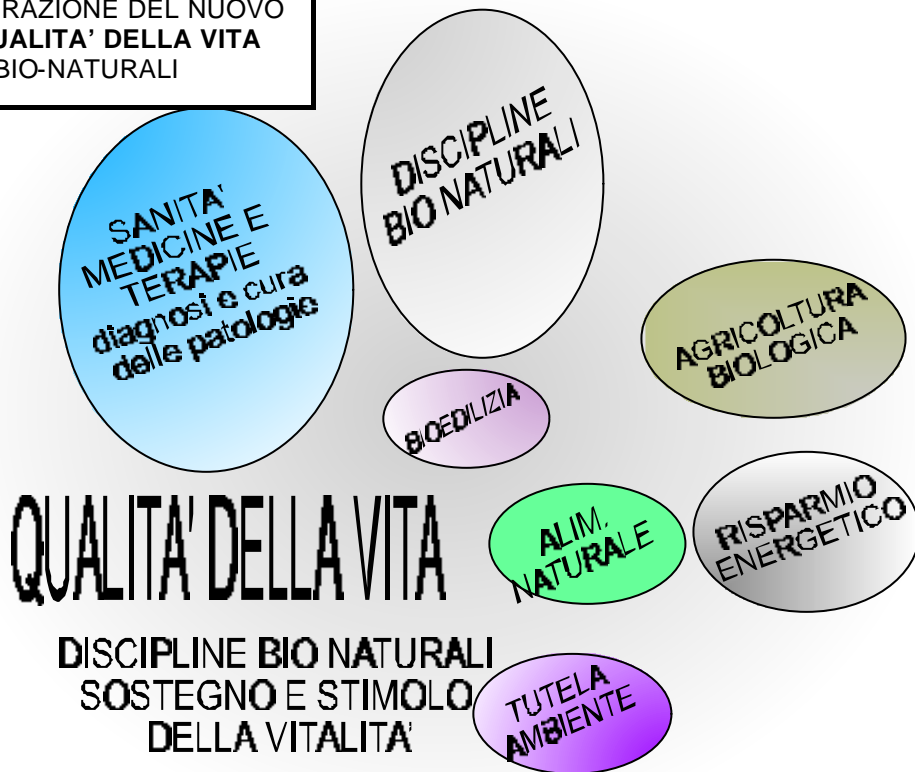 RAZIONE DEL NUOVO
UALITA' DELLA VITA
BIO-NATURALI
DISCIPLINE
BIO NATURALI
SANITA'
MEDICINE E
TERAPIE
diagnosi e cura
delle patologie
AGRICOLTURA
BIOLOGICA
BIOEDILIZIA
QUALITA' DELLA VITA
ALIM.
NATURALE
RISPARMIO
ENERGETICO
DISCIPLINE BIO NATURALI
SOSTEGNO E STIMOLO
DELLA VITALITA'
TUTELA
AMBIENTE